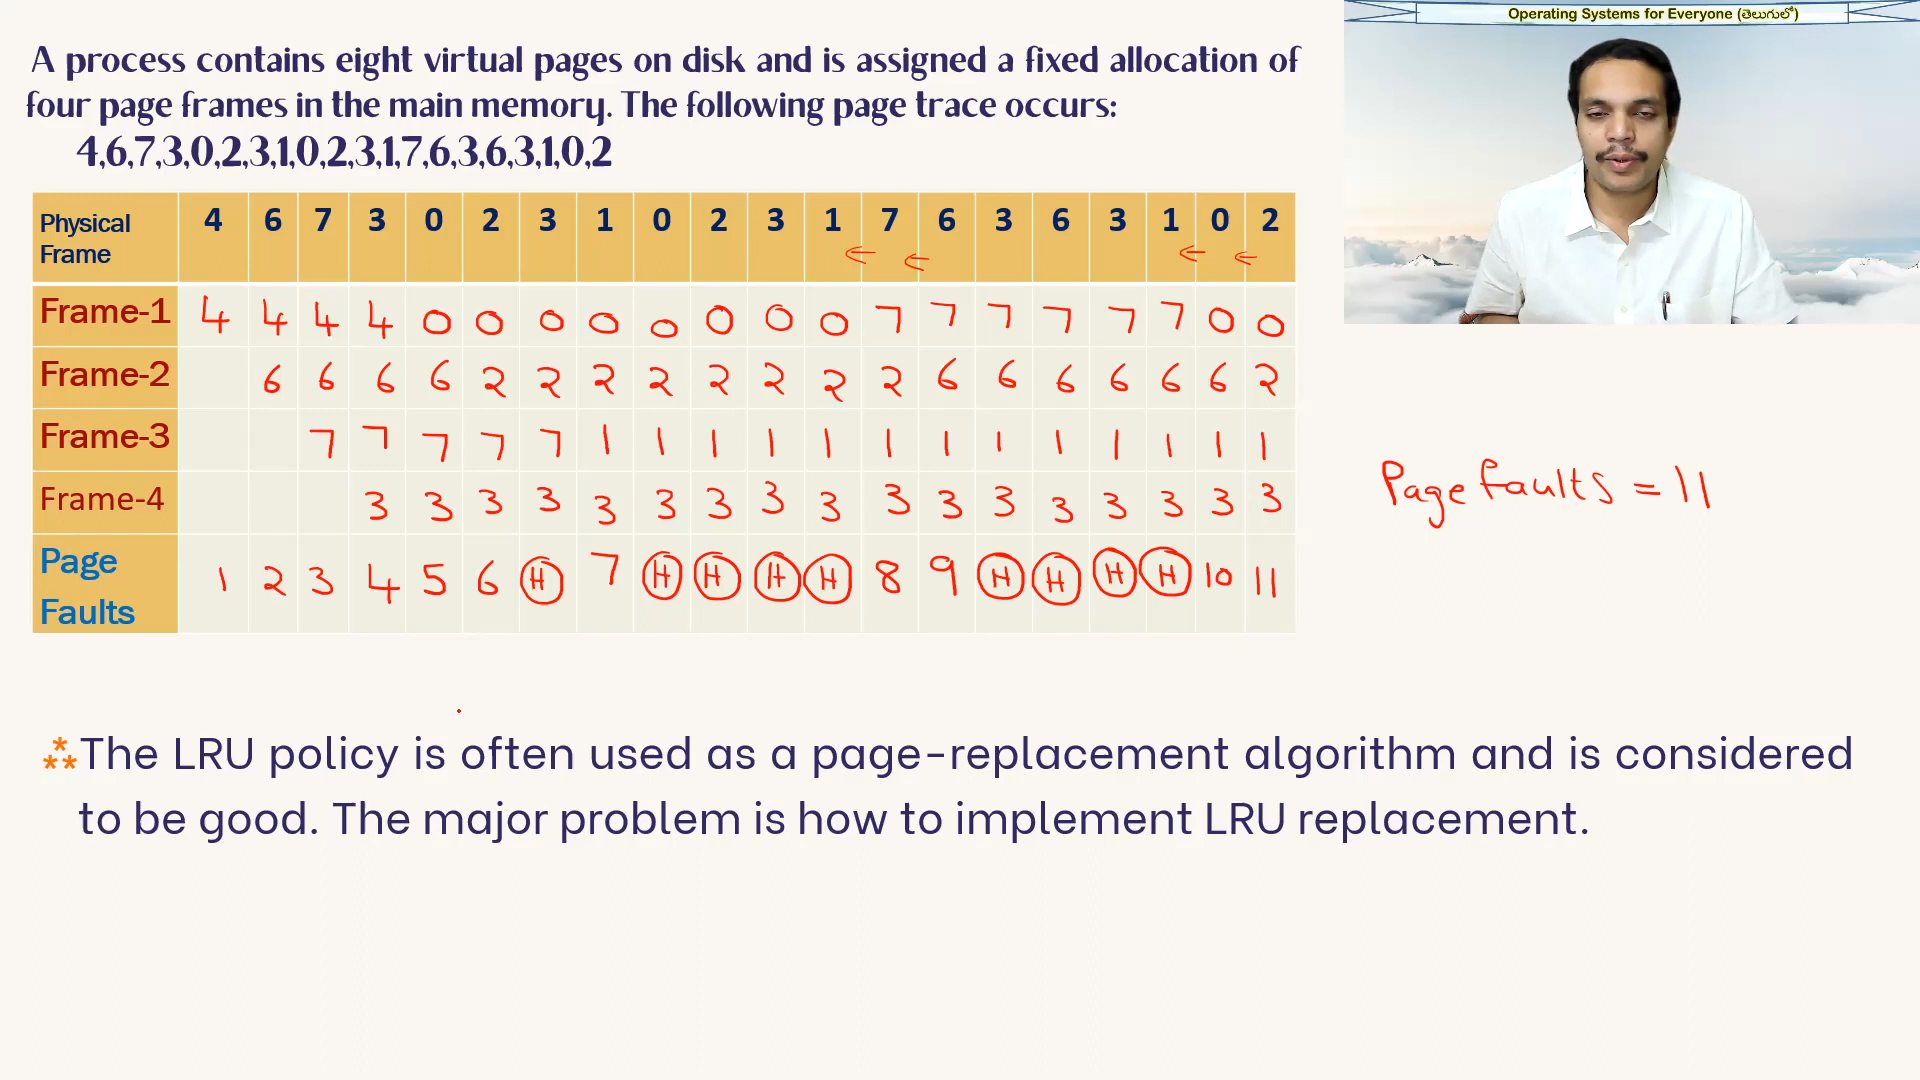 Operating Systems for Everyone (తెలుగులో)
A process contains eight virtual pages on disk and is assigned a fixed allocation of
four page frames in the main memory. The following page trace occurs:
4,6,7,3,0,2,3,1,0,2,3,1,7,6,3,6,3,1,0,2
Physical Frame 4 6 7 3 0 2 3 1 0 2 3 1 7 6 3 6 3 1 0 2
Frame-1 4 4 4 4 0 0 0 0 0 0 0 0 7 7 7 7 7 7 0 0
Frame-2 6 6 6 6 2 2 2 2 2 2 2 2 6 6 6 6 6 6 2
Frame-3 7 7 7 7 7 1 1 1 1 1 1 1 1 1 1 1 1 1
Frame-4 3 3 3 3 3 3 3 3 3 3 3 3 3 3 3 3 3
Page Faults 1 2 3 4 5 6 H 7 H H H H 8 9 H H H H 10 11
Page faults = 11
⁂The LRU policy is often used as a page-replacement algorithm and is considered
to be good. The major problem is how to implement LRU replacement.